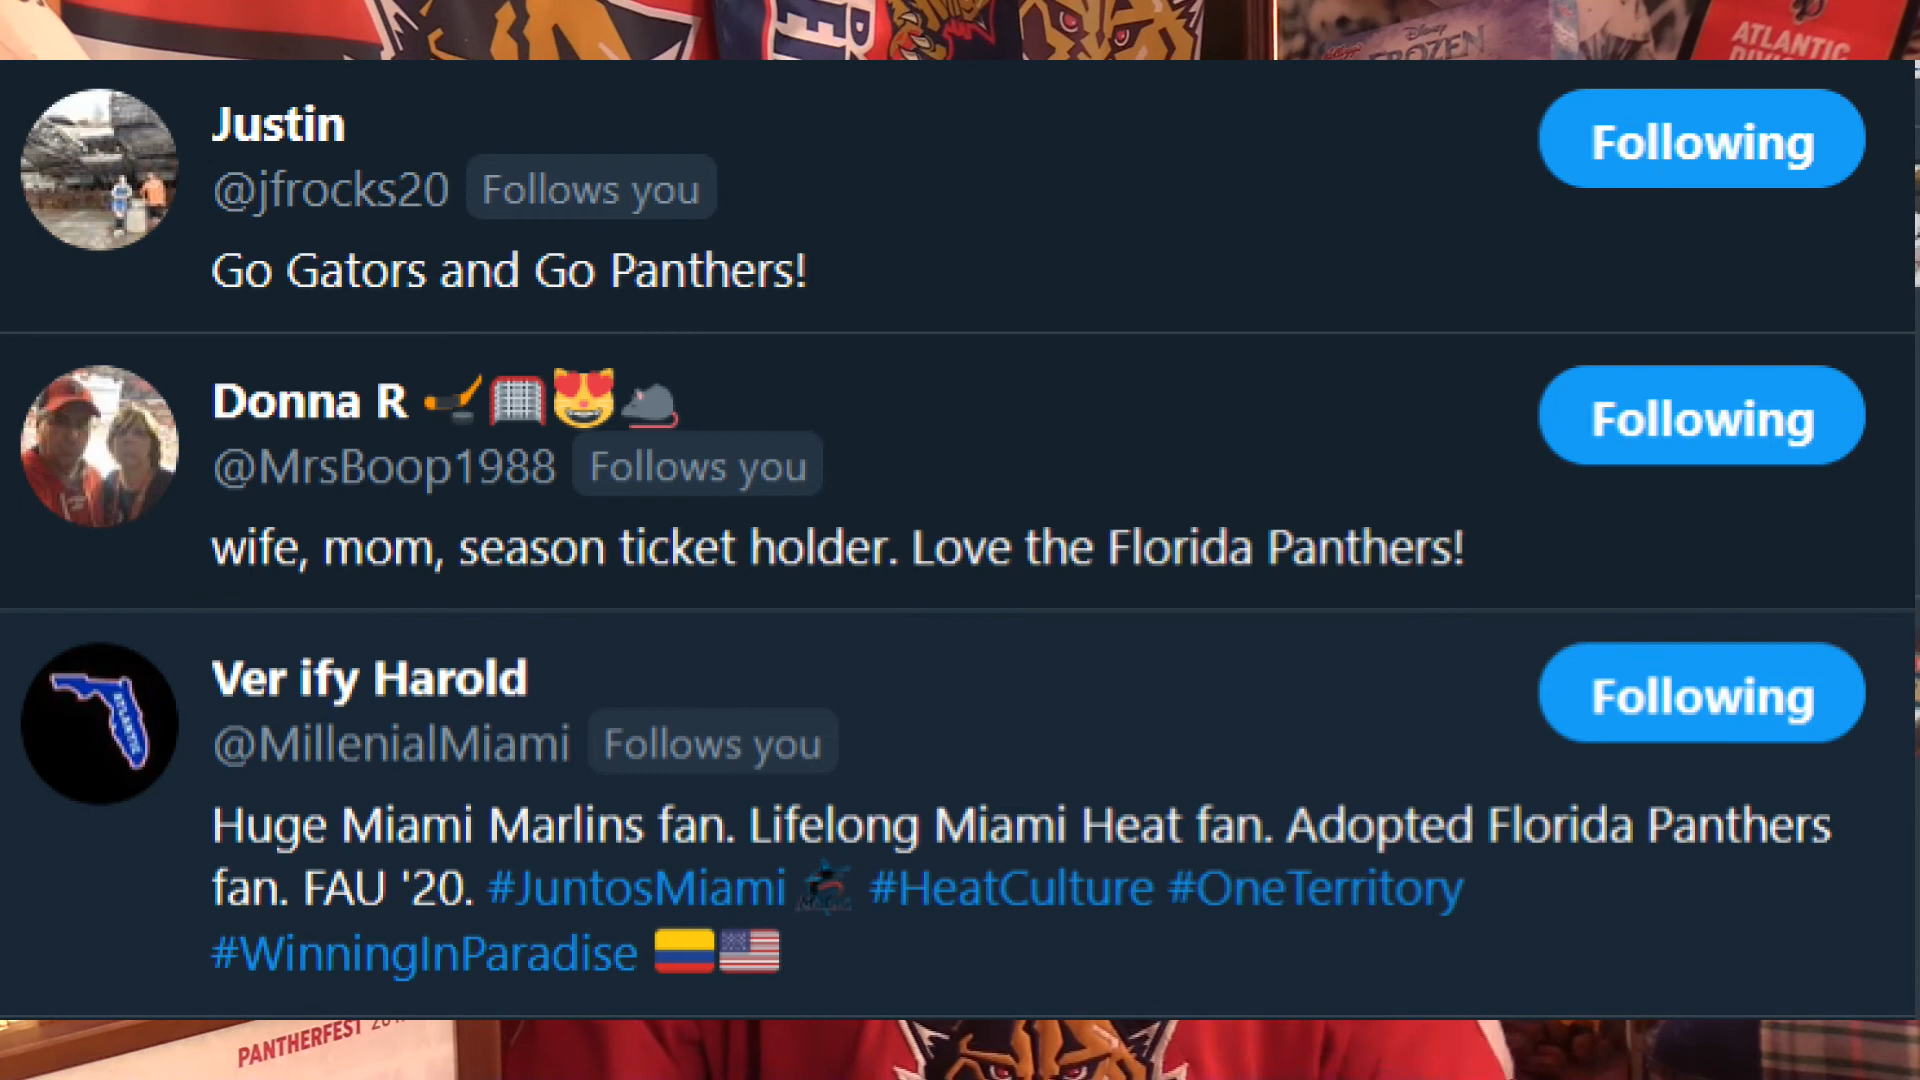 FROZEN
ATLANTIC
Justin
Following
@jfrocks20 Follows you
Go Gators and Go Panthers!
Donna R
Following
@MrsBoop1988 Follows you
wife, mom, season ticket holder. Love the Florida Panthers!
ATLANTIC
Ver ify Harold
Following
@MillenialMiami Follows you
Huge Miami Marlins fan. Lifelong Miami Heat fan. Adopted Florida Panthers
fan. FAU '20. #JuntosMiami #HeatCulture #OneTerritory
#WinningInParadise
PANTHERFEST